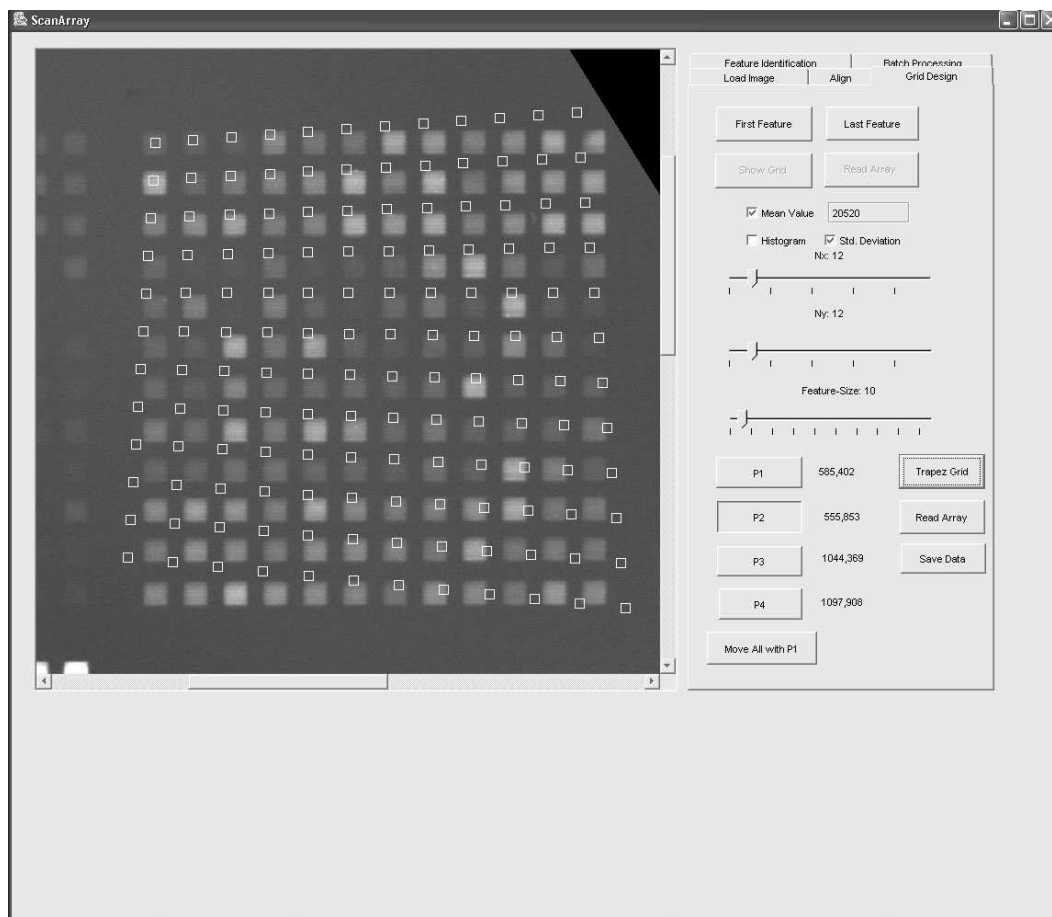 ScanArray
Feature Identification
Batch Processing
Load Image
Align
Grid Design
First Feature
Last Feature
Show Grid
Read Array
Mean Value
20520
Histogram
Std. Deviation
Nx: 12
Ny: 12
Feature-Size: 10
P1
585,402
Trapez Grid
P2
555,853
Read Array
P3
1044,369
Save Data
P4
1097,908
Move All with P1